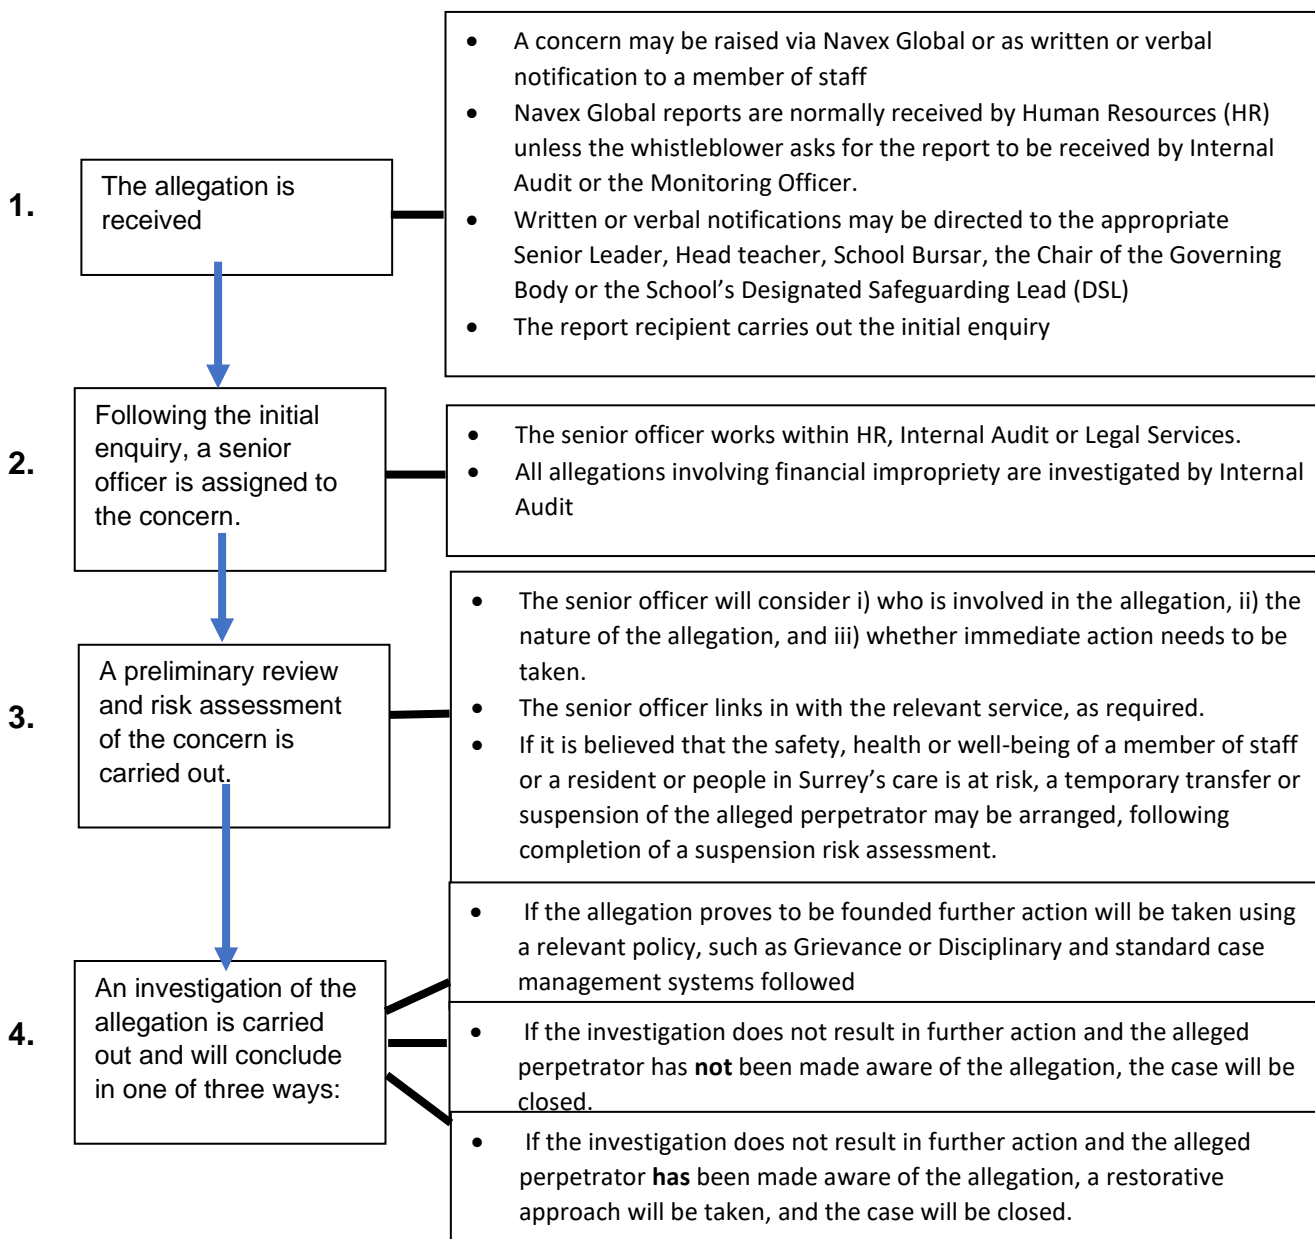 • A concern may be raised via Navex Global or as written or verbal
notification to a member of staff
• Navex Global reports are normally received by Human Resources (HR)
unless the whistleblower asks for the report to be received by Internal
Audit or the Monitoring Officer.
• Written or verbal notifications may be directed to the appropriate
Senior Leader, Head teacher, School Bursar, the Chair of the Governing
Body or the School’s Designated Safeguarding Lead (DSL)
• The report recipient carries out the initial enquiry
1.
The allegation is
received
2.
Following the initial
enquiry, a senior
officer is assigned to
the concern.
• The senior officer works within HR, Internal Audit or Legal Services.
• All allegations involving financial impropriety are investigated by Internal
Audit
3.
A preliminary review
and risk assessment
of the concern is
carried out.
• The senior officer will consider i) who is involved in the allegation, ii) the
nature of the allegation, and iii) whether immediate action needs to be
taken.
• The senior officer links in with the relevant service, as required.
• If it is believed that the safety, health or well-being of a member of staff
or a resident or people in Surrey’s care is at risk, a temporary transfer or
suspension of the alleged perpetrator may be arranged, following
completion of a suspension risk assessment.
4.
An investigation of the
allegation is carried
out and will conclude
in one of three ways:
• If the allegation proves to be founded further action will be taken using
a relevant policy, such as Grievance or Disciplinary and standard case
management systems followed
• If the investigation does not result in further action and the alleged
perpetrator has not been made aware of the allegation, the case will be
closed.
• If the investigation does not result in further action and the alleged
perpetrator has been made aware of the allegation, a restorative
approach will be taken, and the case will be closed.